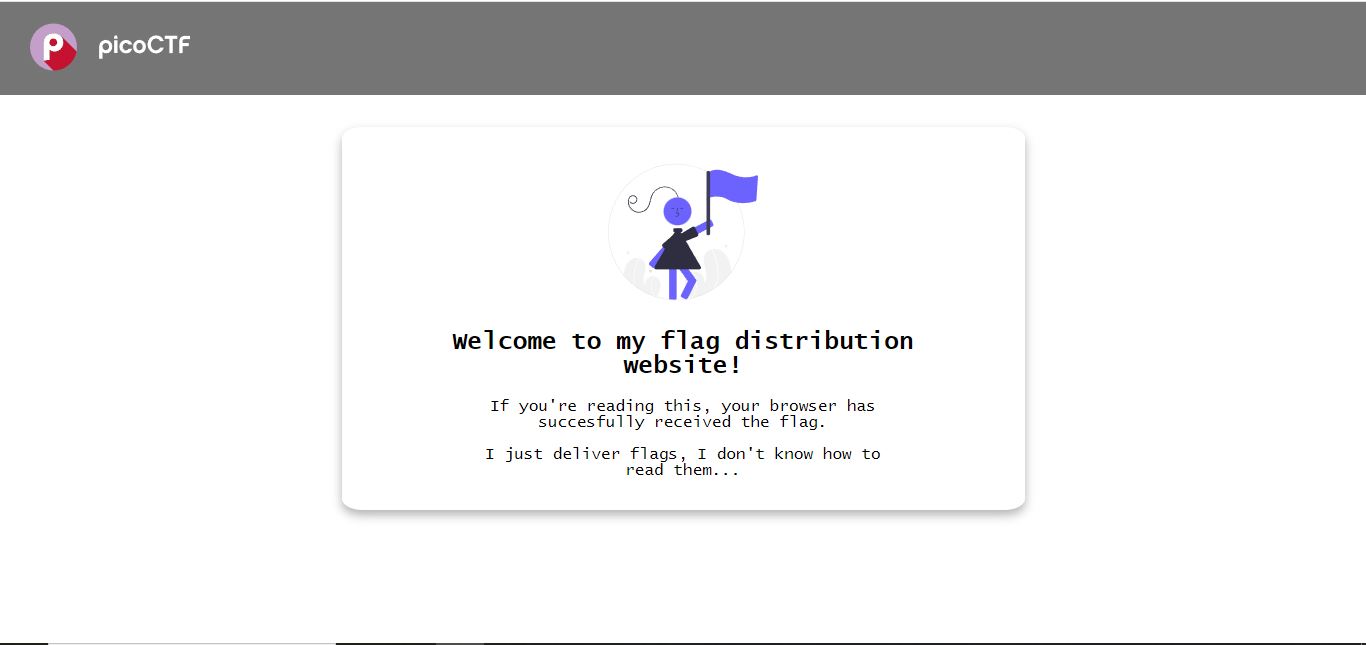 picoCTF
Welcome to my flag distribution
website!
If you're reading this, your browser has
succesfully received the flag.
I just deliver flags, I don't know how to
read them...